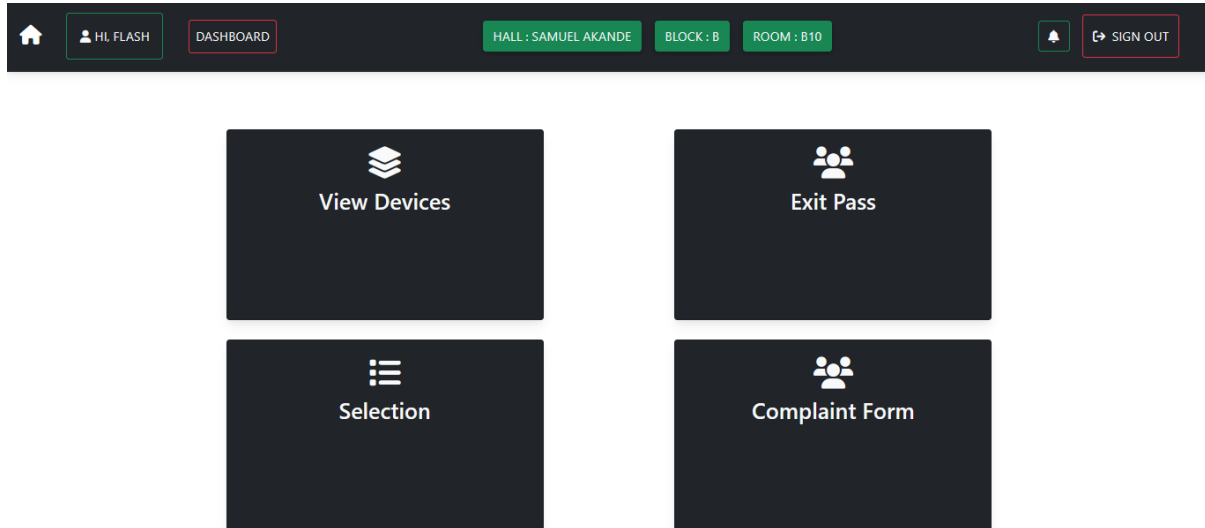 HI, FLASH
DASHBOARD
HALL : SAMUEL AKANDE
BLOCK : B
ROOM : B10
SIGN OUT
View Devices
Exit Pass
Selection
Complaint Form